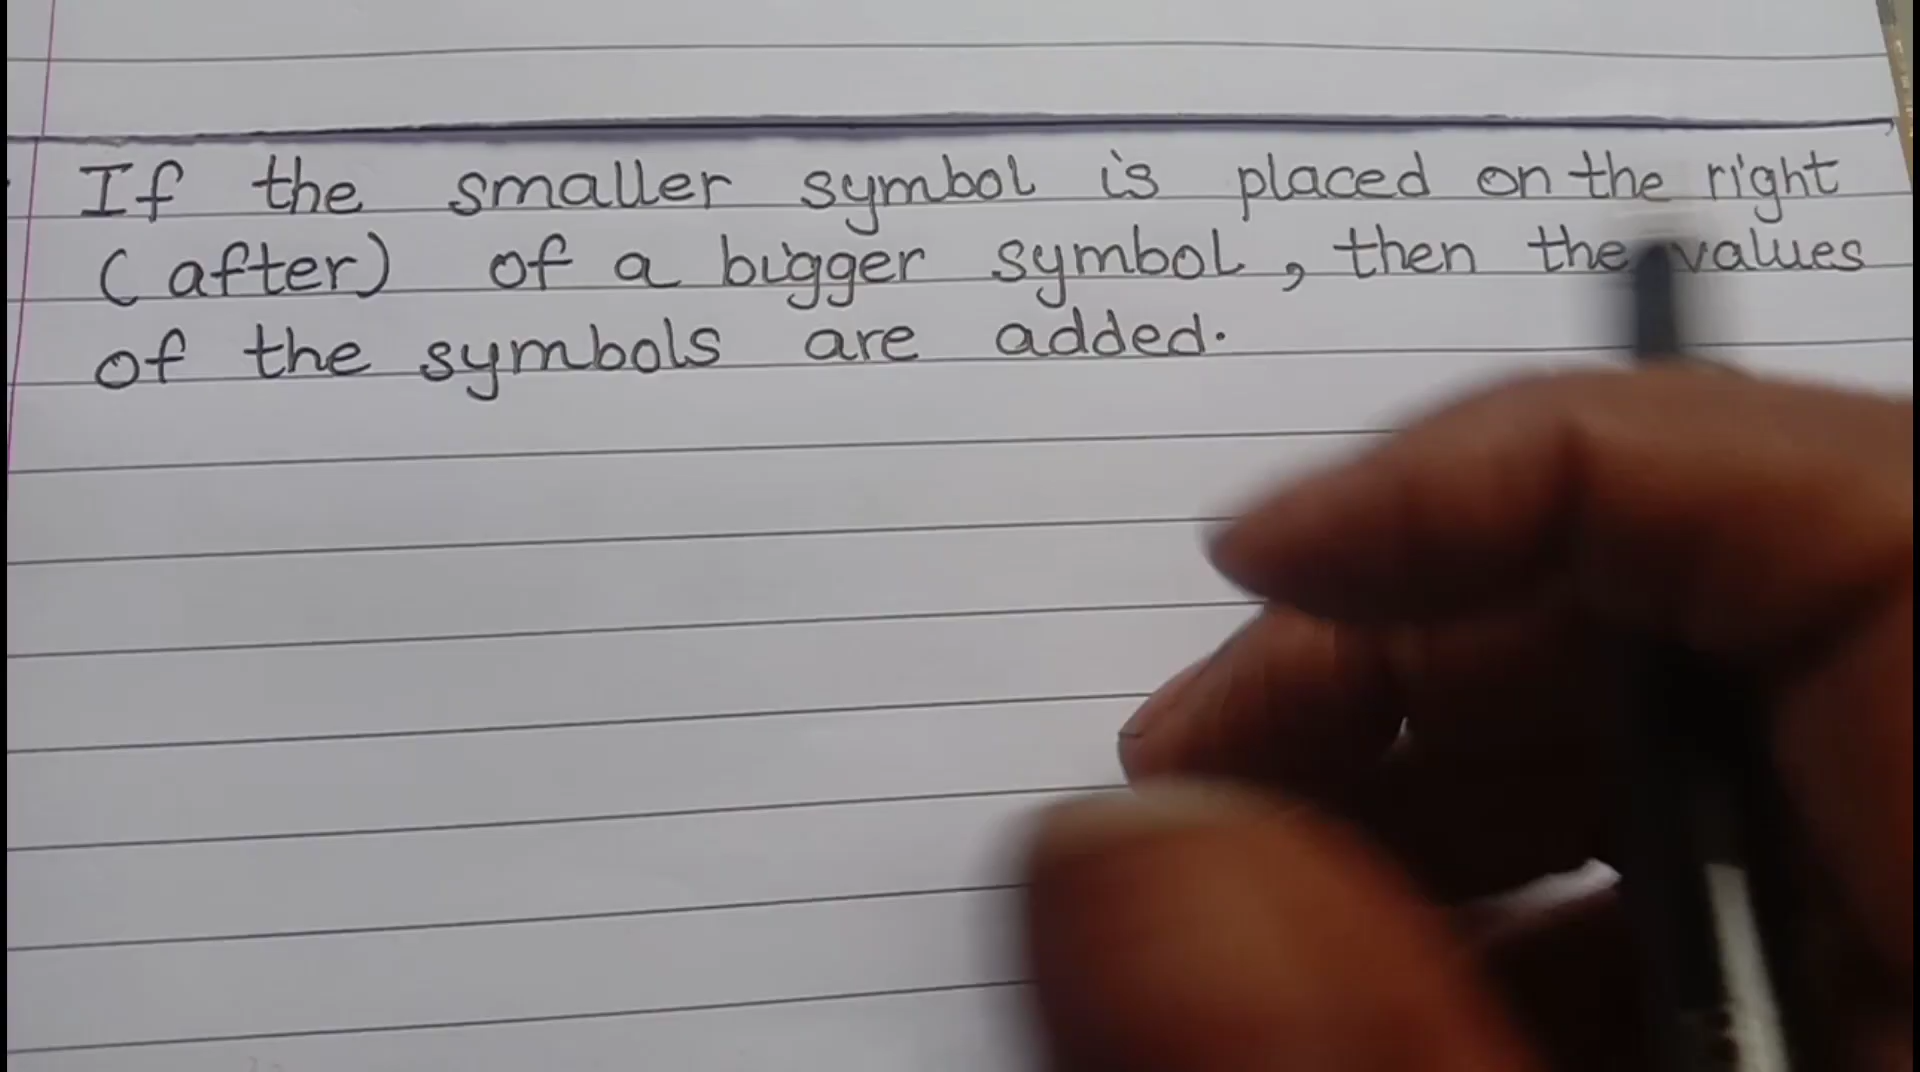 If the smaller symbol is placed on the right
(after) of a bigger symbol, then the values
of the symbols are added.